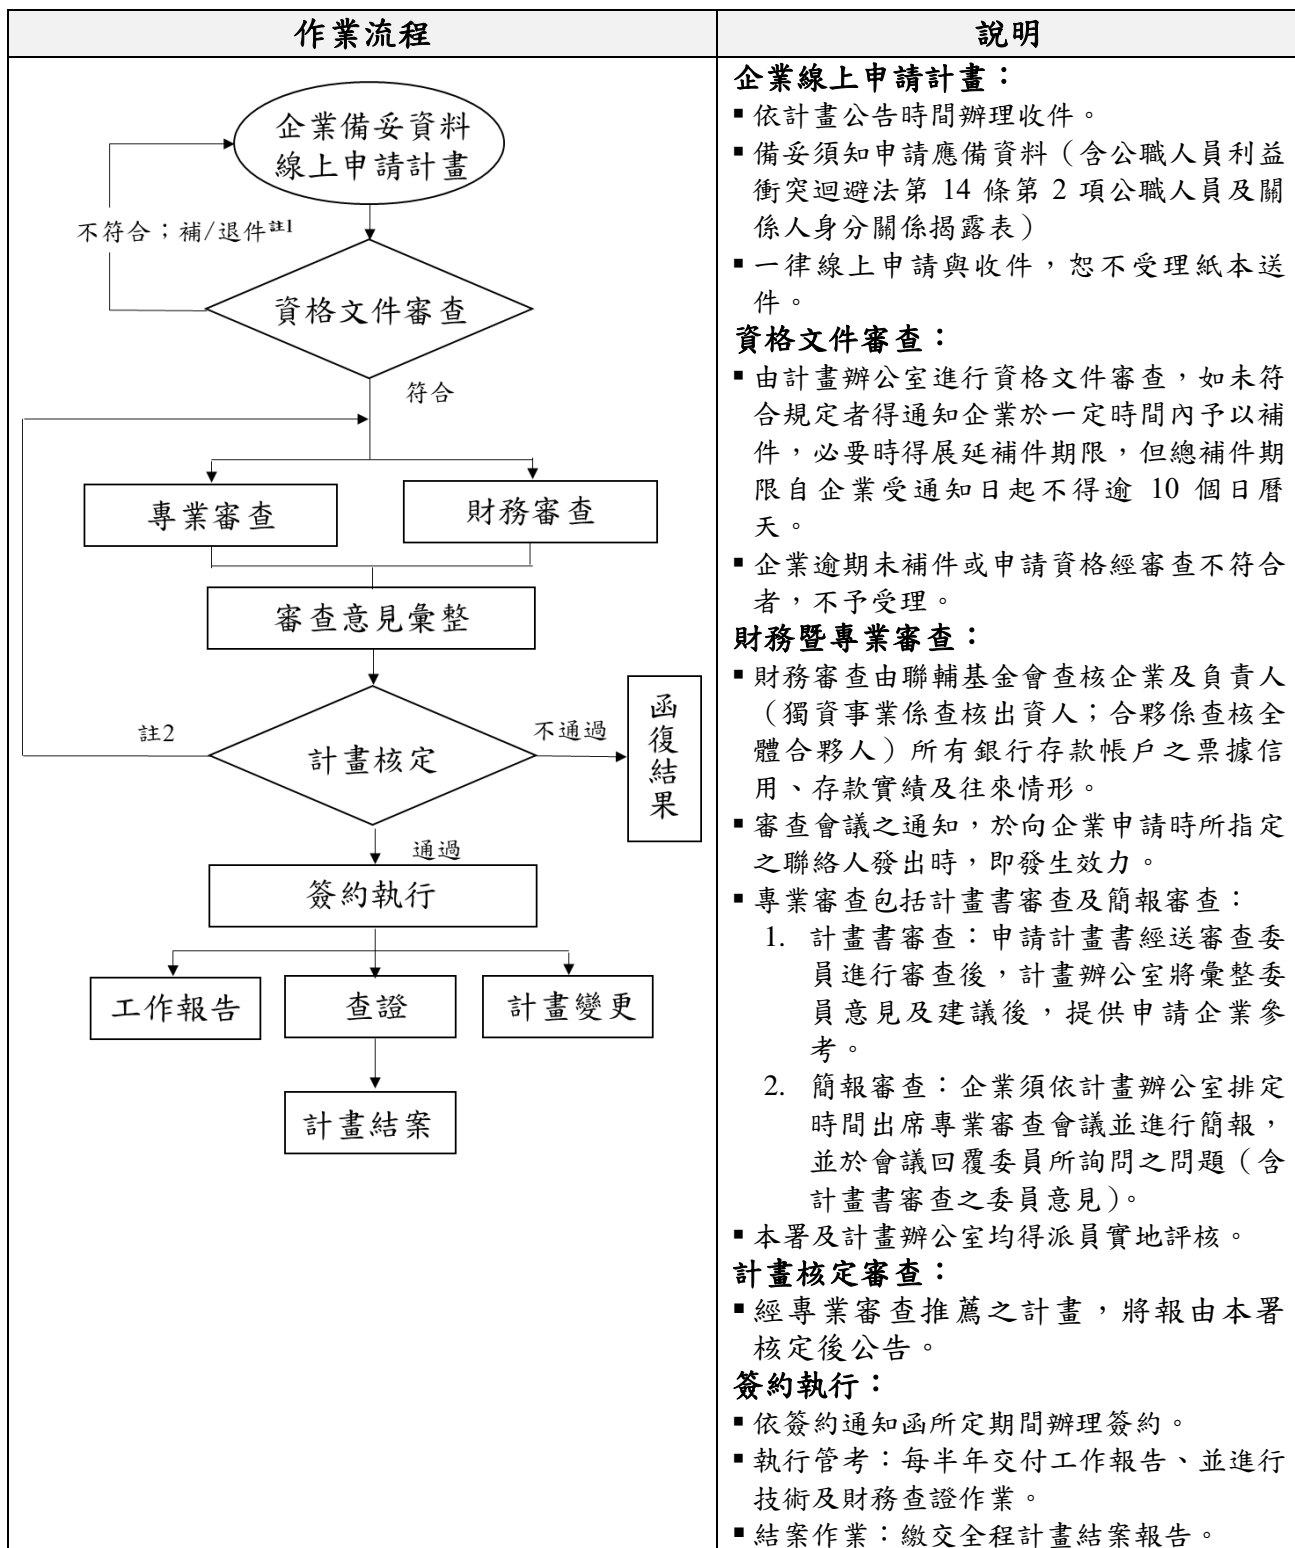 作業流程
企業備妥資料
線上申請計畫
不符合；補/退件註1
資格文件審查
符合
專業審查
財務審查
審查意見彙整
註2
計畫核定
不通過
函復結果
通過
簽約執行
工作報告
查證
計畫變更
計畫結案
說明
企業線上申請計畫：
▪依計畫公告時間辦理收件。
▪備妥須知申請應備資料（含公職人員利益
衝突迴避法第 14 條第 2 項公職人員及關
係人身分關係揭露表）
▪一律線上申請與收件，恕不受理紙本送
件。
資格文件審查：
▪由計畫辦公室進行資格文件審查，如未符
合規定者得通知企業於一定時間內予以補
件，必要時得展延補件期限，但總補件期
限自企業受通知日起不得逾 10 個日曆
天。
▪企業逾期未補件或申請資格經審查不符合
者，不予受理。
財務暨專業審查：
▪財務審查由聯輔基金會查核企業及負責人
（獨資事業係查核出資人；合夥係查核全
體合夥人）所有銀行存款帳戶之票據信
用、存款實績及往來情形。
▪審查會議之通知，於向企業申請時所指定
之聯絡人發出時，即發生效力。
▪專業審查包括計畫書審查及簡報審查：
1. 計畫書審查：申請計畫書經送審查委
員進行審查後，計畫辦公室將彙整委
員意見及建議後，提供申請企業參
考。
2. 簡報審查：企業須依計畫辦公室排定
時間出席專業審查會議並進行簡報，
並於會議回覆委員所詢問之問題（含
計畫書審查之委員意見）。
▪本署及計畫辦公室均得派員實地評核。
計畫核定審查：
▪經專業審查推薦之計畫，將報由本署
核定後公告。
簽約執行：
▪依簽約通知函所定期間辦理簽約。
▪執行管考：每半年交付工作報告、並進行
技術及財務查證作業。
▪結案作業：繳交全程計畫結案報告。